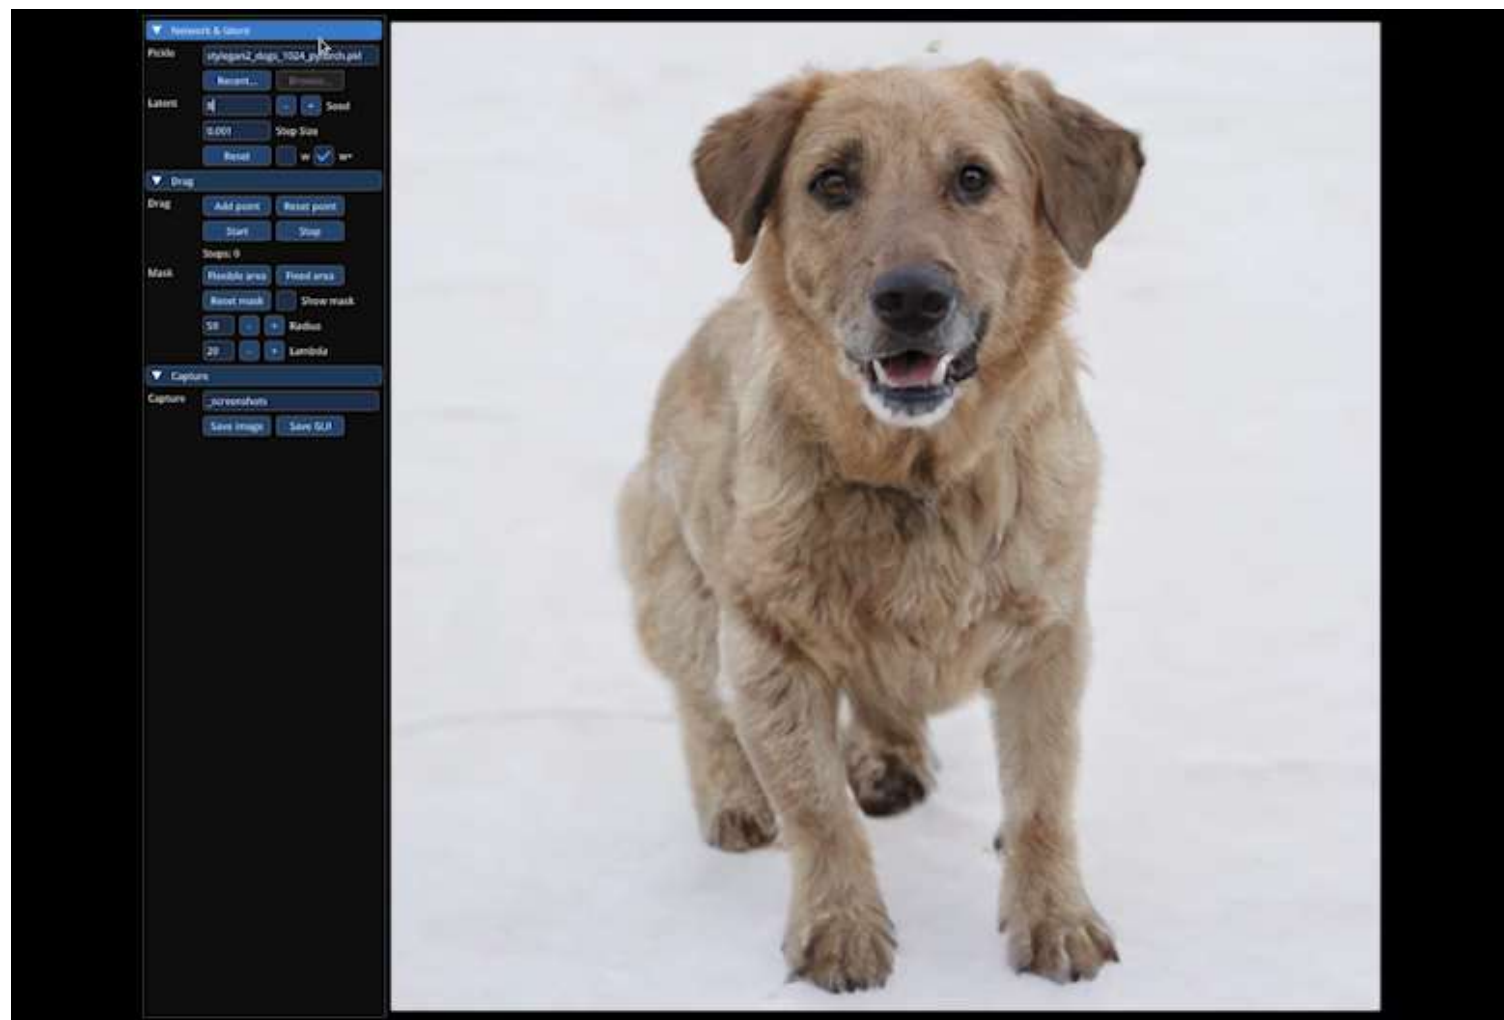 Network & Latent
Pickle stylegan2_dogs_1024_pytorch.pkl
Recent... Browse...
Latent - + Seed
0.001 Step Size
Reset w w+
Drag
Drag Add point Reset point
Start Stop
Steps: 0
Mask Flexible area Fixed area
Reset mask Show mask
50 - + Radius
20 - + Lambda
Capture
Capture _screenshots
Save image Save GUI